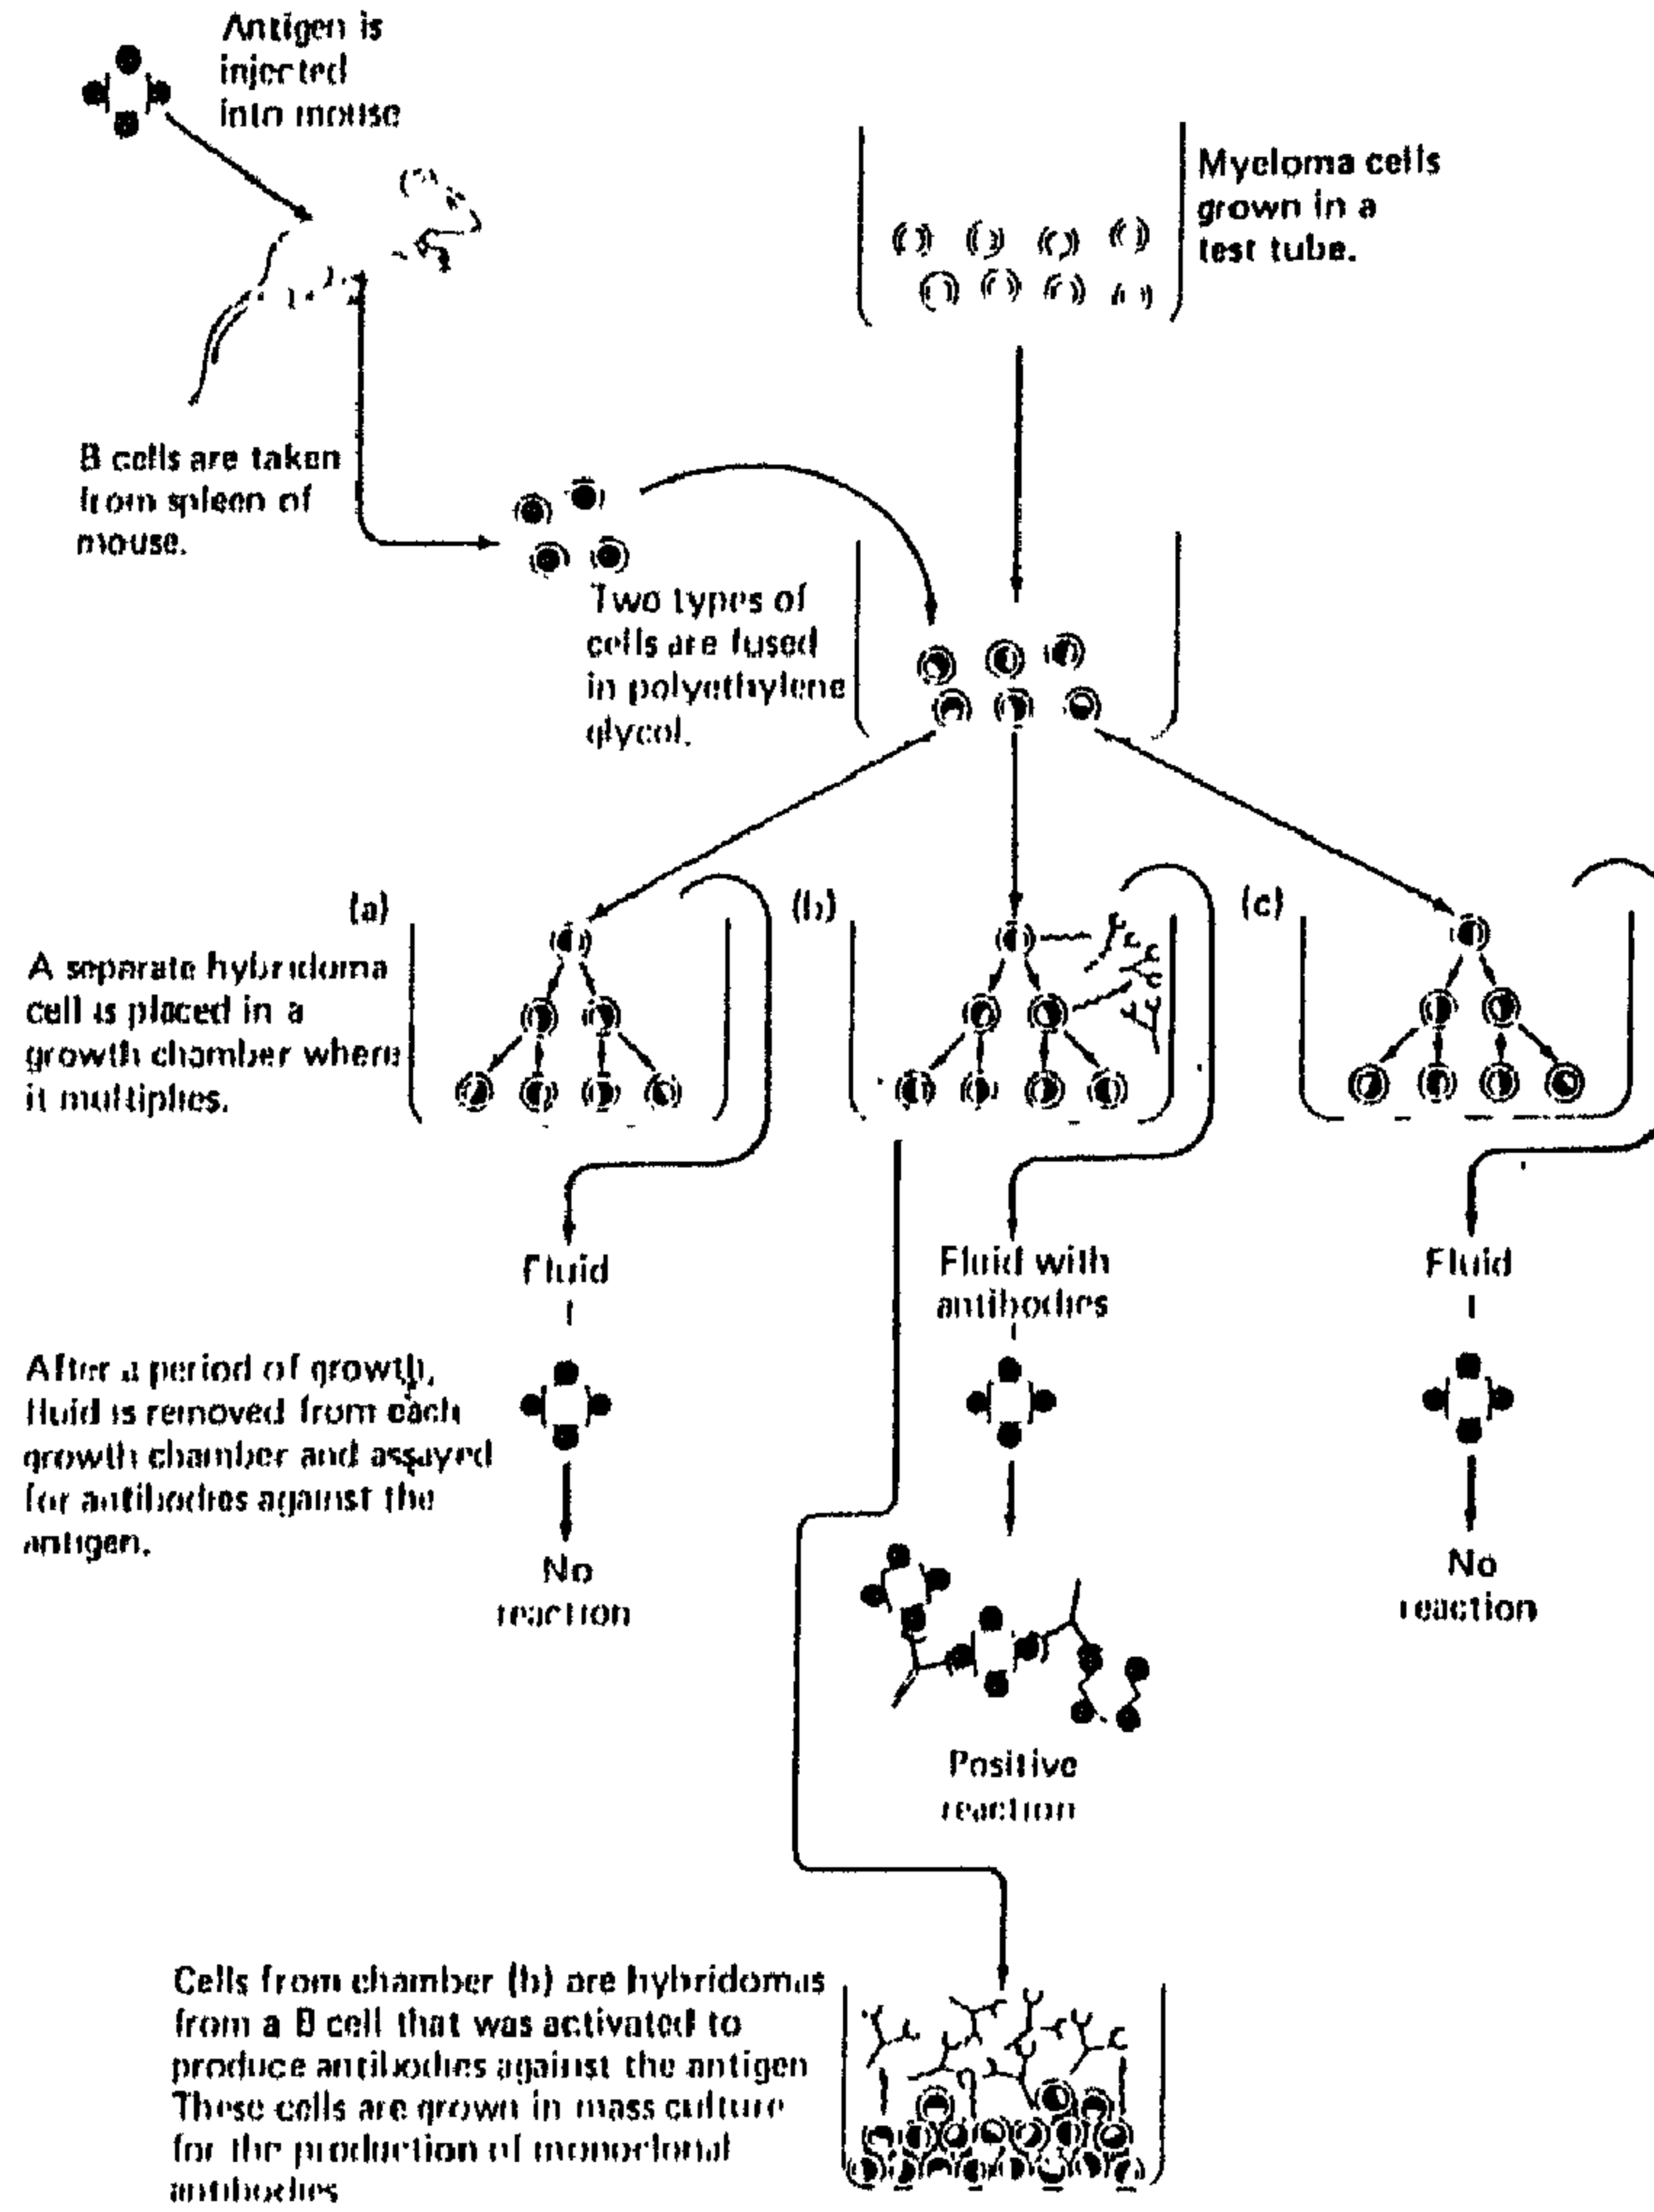 Antigen is
injected
into mouse
Myeloma cells
grown in a
test tube.
B cells are taken
from spleen of
mouse.
Two types of
cells are fused
in polyethylene
glycol.
(a)
(b)
(c)
A separate hybridoma
cell is placed in a
growth chamber where
it multiplies.
Fluid
Fluid with
antibodies
Fluid
After a period of growth,
fluid is removed from each
growth chamber and assayed
for antibodies against the
antigen.
No
reaction
No
reaction
Positive
reaction
Cells from chamber (b) are hybridomas
from a B cell that was activated to
produce antibodies against the antigen
These cells are grown in mass culture
for the production of monoclonal
antibodies